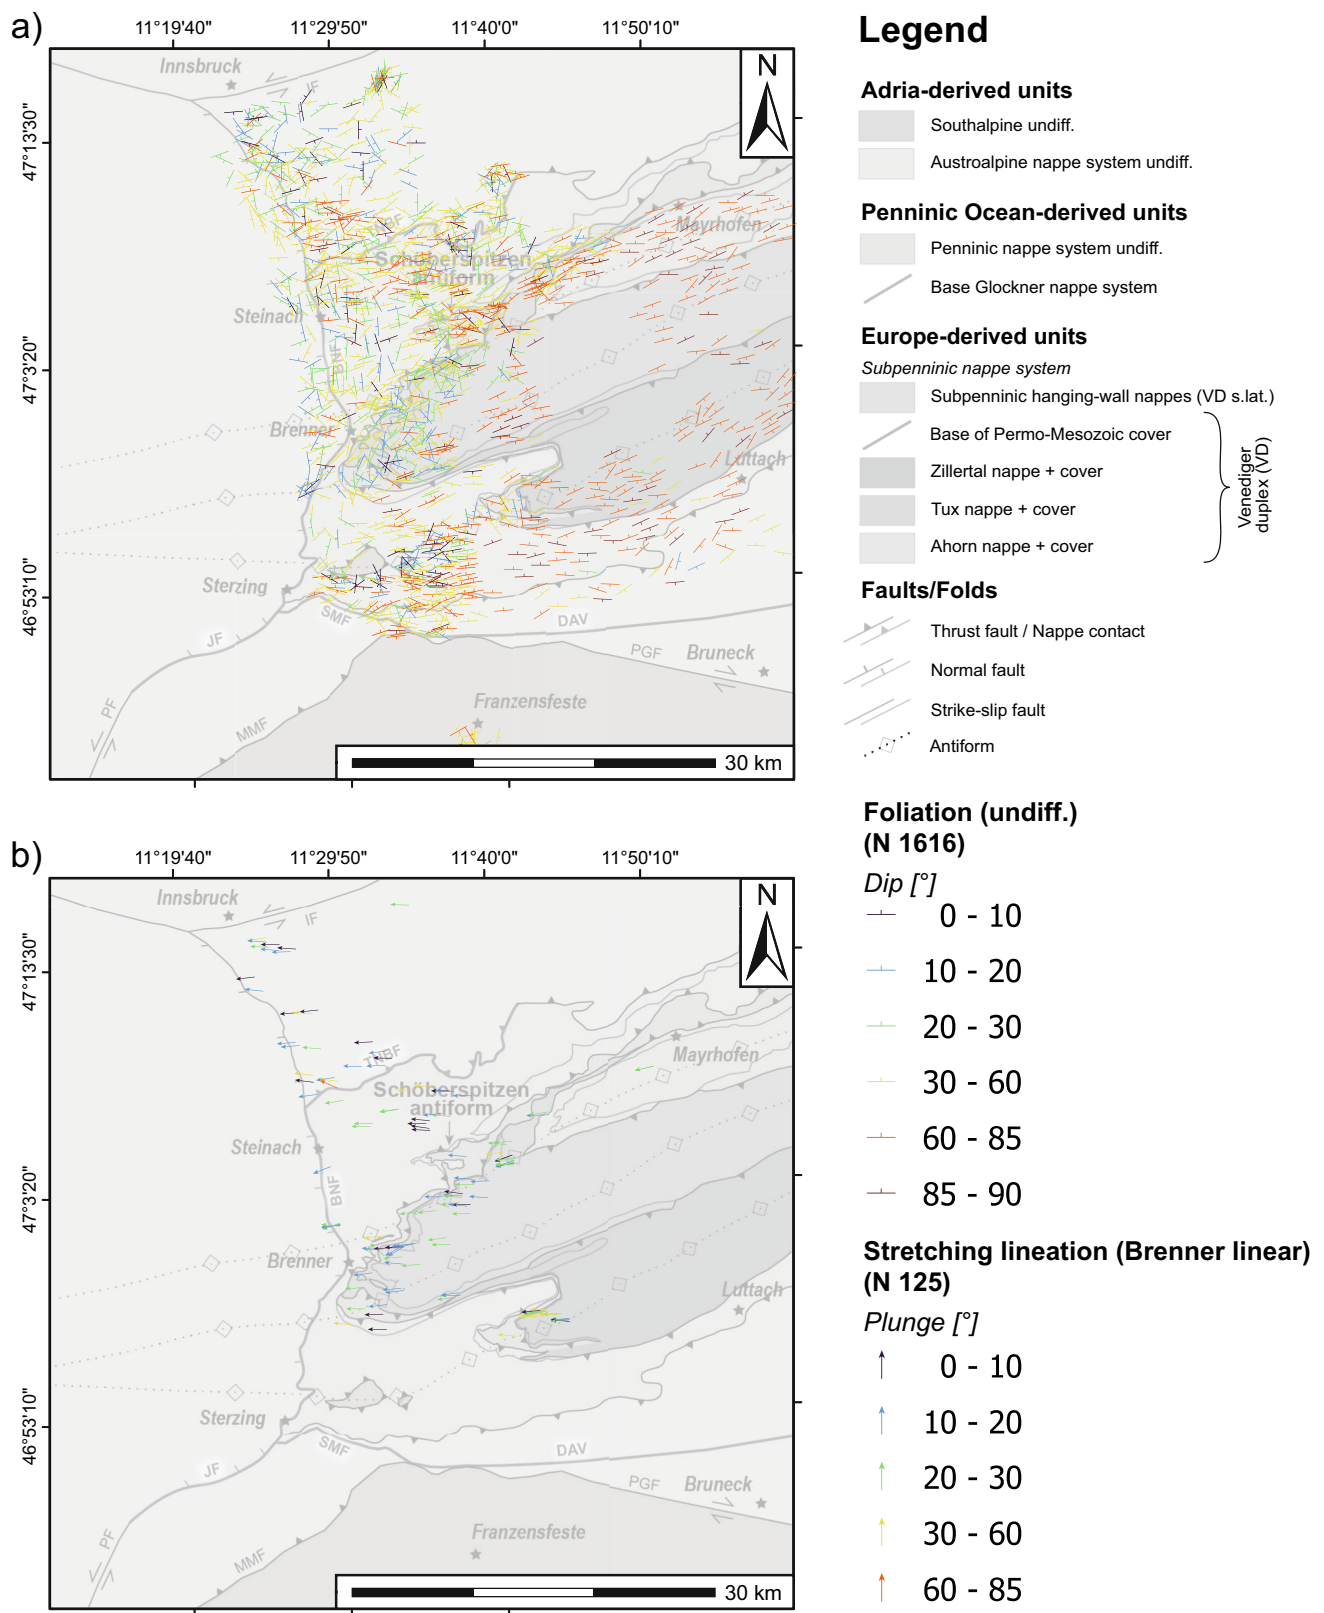 a)
11°19'40"
11°29'50"
11°40'0"
11°50'10"
47°13'30"
47°3'20"
46°53'10"
N
Innsbruck
IF
TNBF
Mayrhofen
Schöberspitzen
antiform
Steinach
BNF
Brenner
Luttach
Sterzing
SMF
DAV
JF
PGF
Bruneck
PF
MMF
Franzensfeste
30 km
b)
11°19'40"
11°29'50"
11°40'0"
11°50'10"
47°13'30"
47°3'20"
46°53'10"
N
Innsbruck
IF
TNBF
Mayrhofen
Schöberspitzen
antiform
Steinach
BNF
Brenner
Luttach
Sterzing
SMF
DAV
JF
PGF
Bruneck
PF
MMF
Franzensfeste
30 km
Legend
Adria-derived units
Southalpine undiff.
Austroalpine nappe system undiff.
Penninic Ocean-derived units
Penninic nappe system undiff.
Base Glockner nappe system
Europe-derived units
Subpenninic nappe system
Subpenninic hanging-wall nappes (VD s.lat.)
Base of Permo-Mesozoic cover
Zillertal nappe + cover
Tux nappe + cover
Ahorn nappe + cover
Venediger
duplex (VD)
Faults/Folds
Thrust fault / Nappe contact
Normal fault
Strike-slip fault
Antiform
Foliation (undiff.)
(N 1616)
Dip [°]
0 - 10
10 - 20
20 - 30
30 - 60
60 - 85
85 - 90
Stretching lineation (Brenner linear)
(N 125)
Plunge [°]
0 - 10
10 - 20
20 - 30
30 - 60
60 - 85